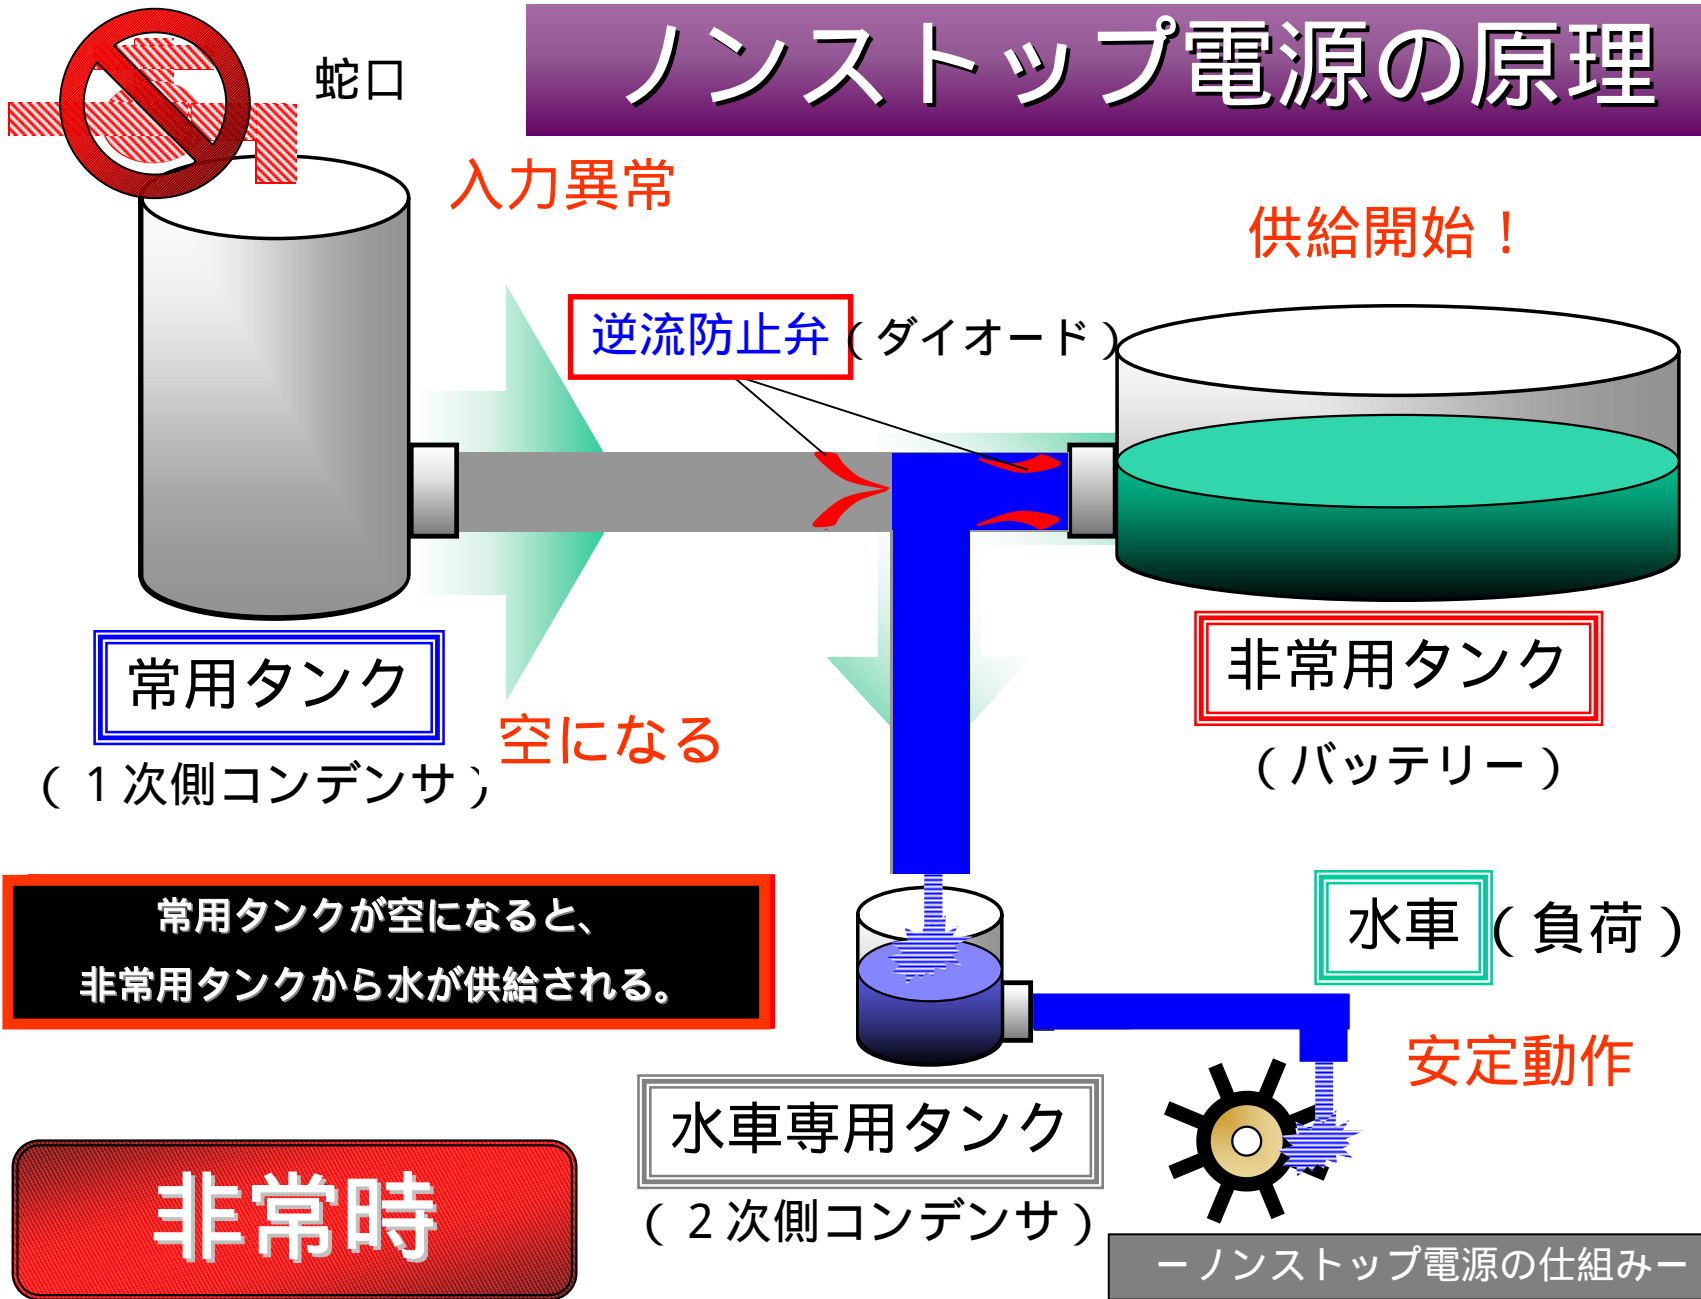 ノンストップ電源の原理
蛇口
入力異常
供給開始！
逆流防止弁（ダイオード）
常用タンク
（１次側コンデンサ）
空になる
非常用タンク
（バッテリー）
常用タンクが空になると、
非常用タンクから水が供給される。
水車（負荷）
安定動作
水車専用タンク
（２次側コンデンサ）
非常時
－ノンストップ電源の仕組み－